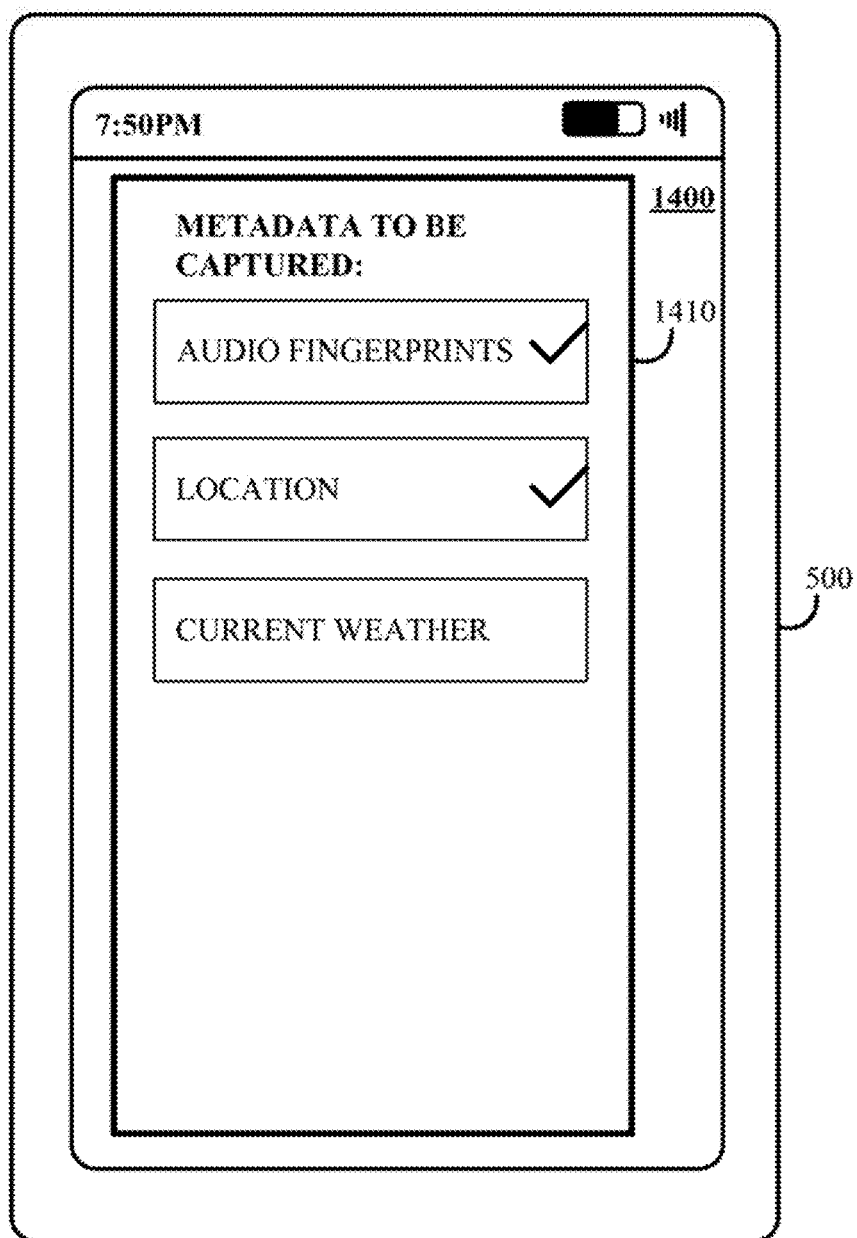 7:50PM
1400
METADATA TO BE
CAPTURED:
1410
AUDIO FINGERPRINTS
LOCATION
500
CURRENT WEATHER